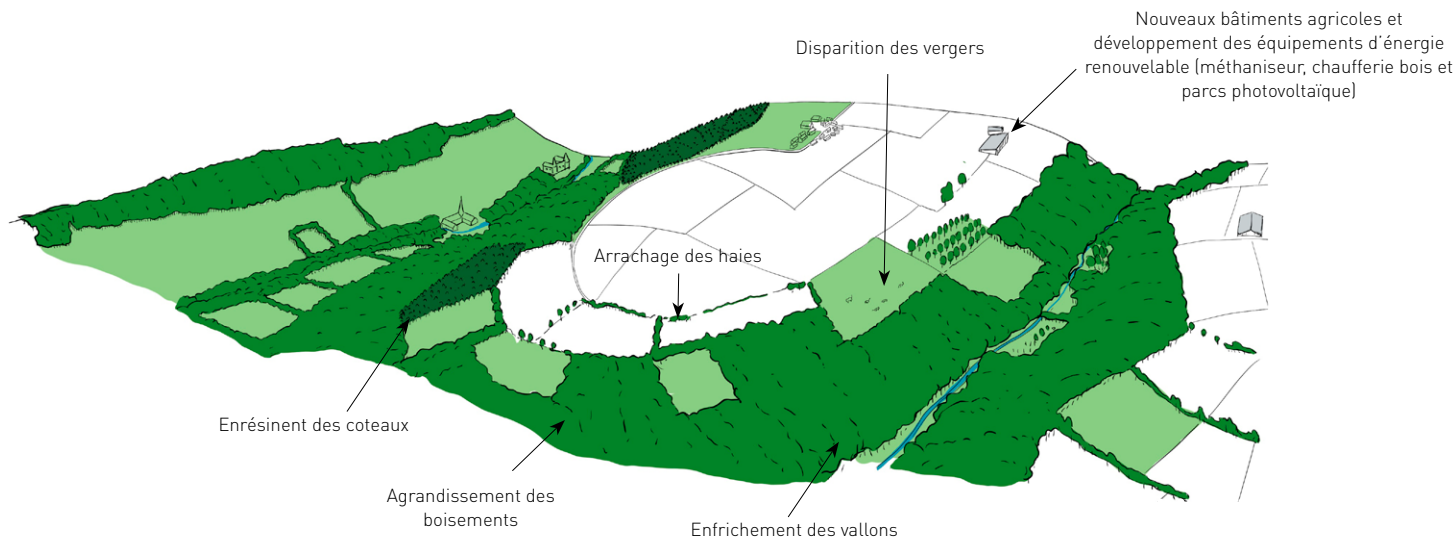 Nouveaux bâtiments agricoles et
développement des équipements d'énergie
renouvelable (méthaniseur, chaufferie bois et
parcs photovoltaïque)
Disparition des vergers
Arrachage des haies
Enrésinent des coteaux
Agrandissement des
boisements
Enfrichement des vallons